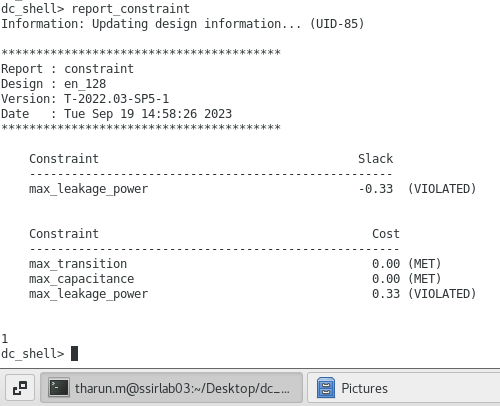 dc_shell> report_constraint
Information: Updating design information... (UID-85)
****************************************
Report : constraint
Design : en_128
Version: T-2022.03-SP5-1
Date   : Tue Sep 19 14:58:26 2023
****************************************
Constraint                                     Slack
----------------------------------------------------
max_leakage_power                              -0.33  (VIOLATED)
Constraint                                       Cost
-----------------------------------------------------
max_transition                                   0.00 (MET)
max_capacitance                                  0.00 (MET)
max_leakage_power                                0.33 (VIOLATED)
1
dc_shell>
tharun.m@ssirlab03:~/Desktop/dc_... Pictures